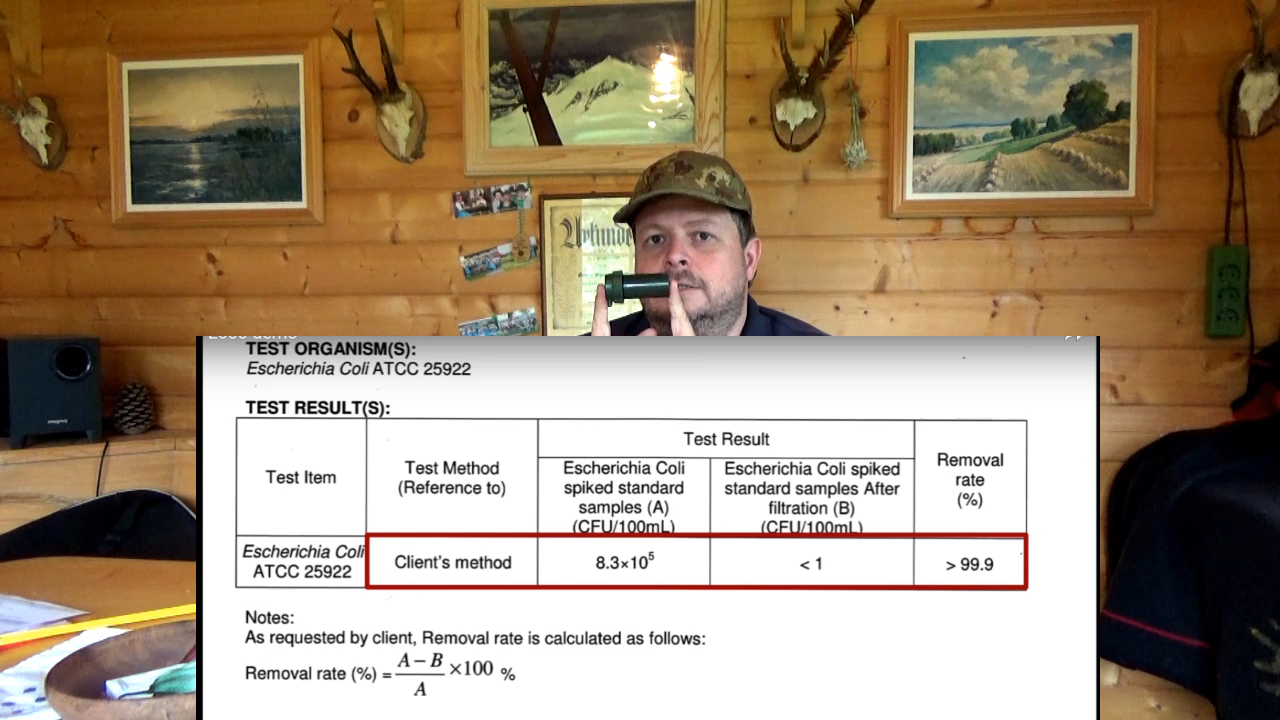 Urkunde
TEST ORGANISM(S):
Escherichia Coli ATCC 25922
TEST RESULT(S):
Test Item
Test Method
(Reference to)
Test Result
Escherichia Coli
spiked standard
samples (A)
(CFU/100mL)
Escherichia Coli spiked
standard samples After
filtration (B)
(CFU/100mL)
Removal
rate
(%)
Escherichia Coli
ATCC 25922
Client's method
8.3×10⁵
< 1
> 99.9
Notes:
As requested by client, Removal rate is calculated as follows:
Removal rate (%) = (A − B)/A ×100 %